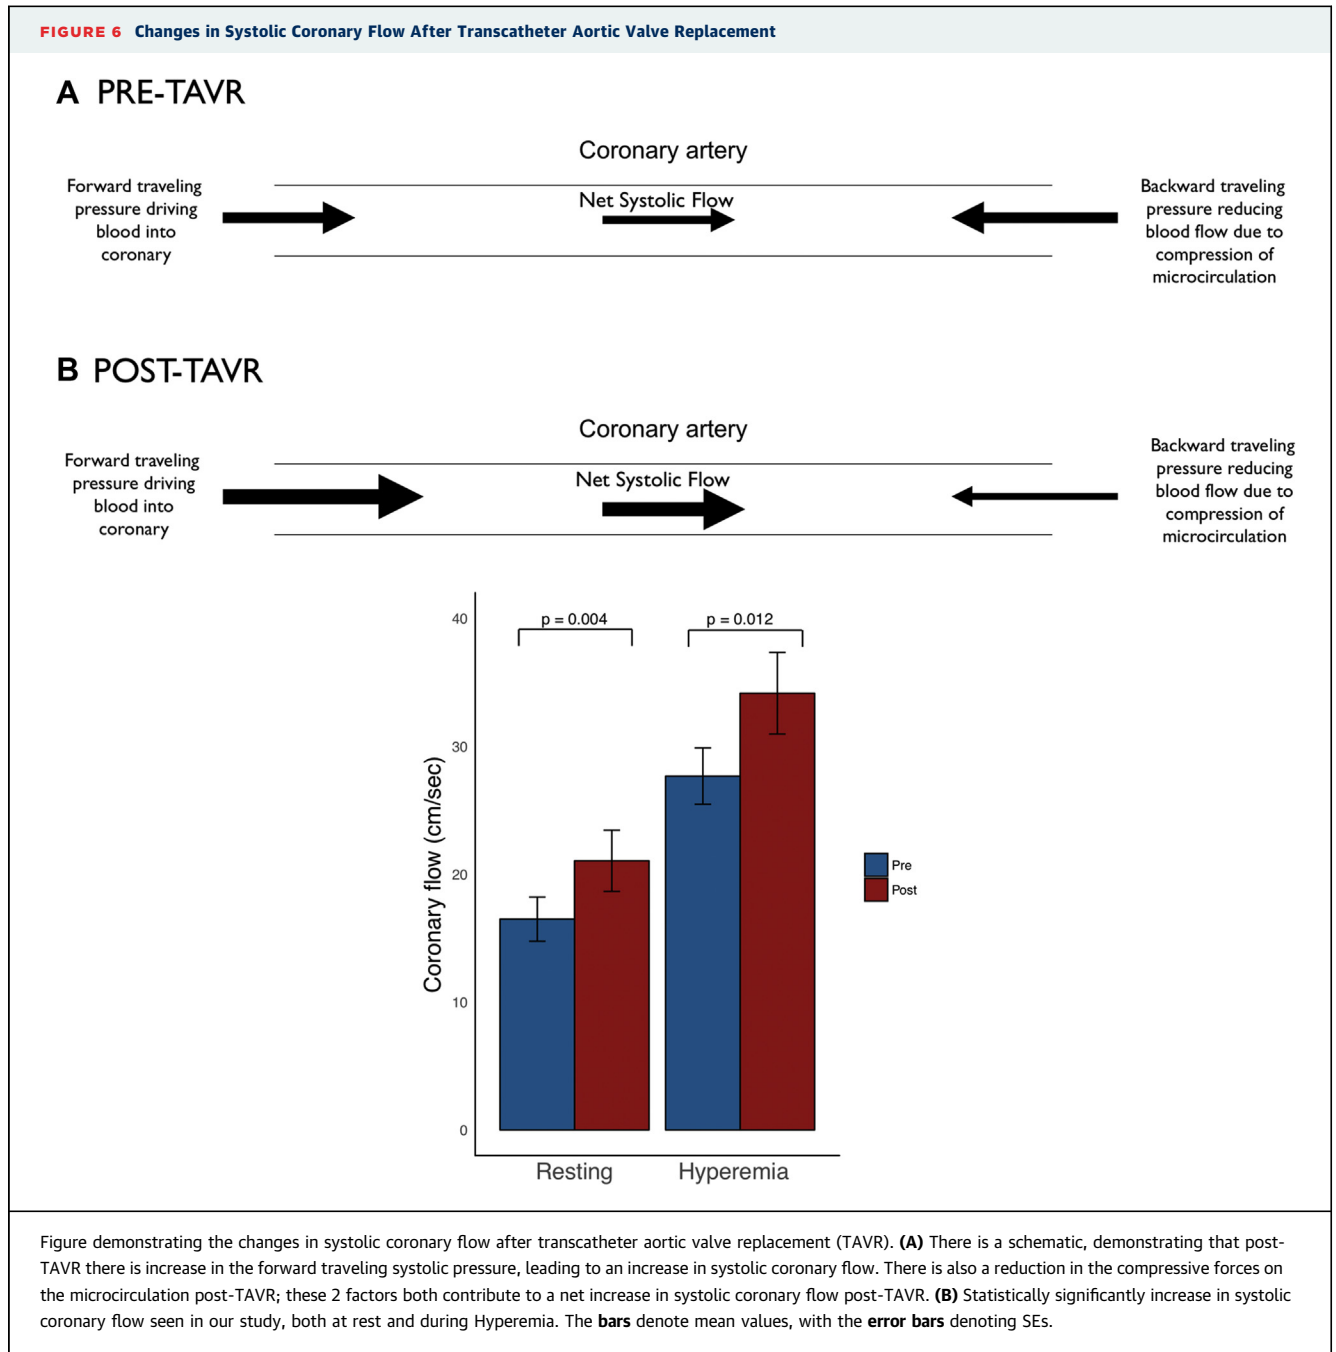 FIGURE 6 Changes in Systolic Coronary Flow After Transcatheter Aortic Valve Replacement
A PRE-TAVR
Coronary artery
Forward traveling
pressure driving
blood into
coronary
Net Systolic Flow
Backward traveling
pressure reducing
blood flow due to
compression of
microcirculation
B POST-TAVR
Coronary artery
Forward traveling
pressure driving
blood into
coronary
Net Systolic Flow
Backward traveling
pressure reducing
blood flow due to
compression of
microcirculation
Coronary flow (cm/sec)
40
30
20
10
0
p = 0.004
p = 0.012
Pre
Post
Resting
Hyperemia
Figure demonstrating the changes in systolic coronary flow after transcatheter aortic valve replacement (TAVR). (A) There is a schematic, demonstrating that post-
TAVR there is increase in the forward traveling systolic pressure, leading to an increase in systolic coronary flow. There is also a reduction in the compressive forces on
the microcirculation post-TAVR; these 2 factors both contribute to a net increase in systolic coronary flow post-TAVR. (B) Statistically significantly increase in systolic
coronary flow seen in our study, both at rest and during Hyperemia. The bars denote mean values, with the error bars denoting SEs.